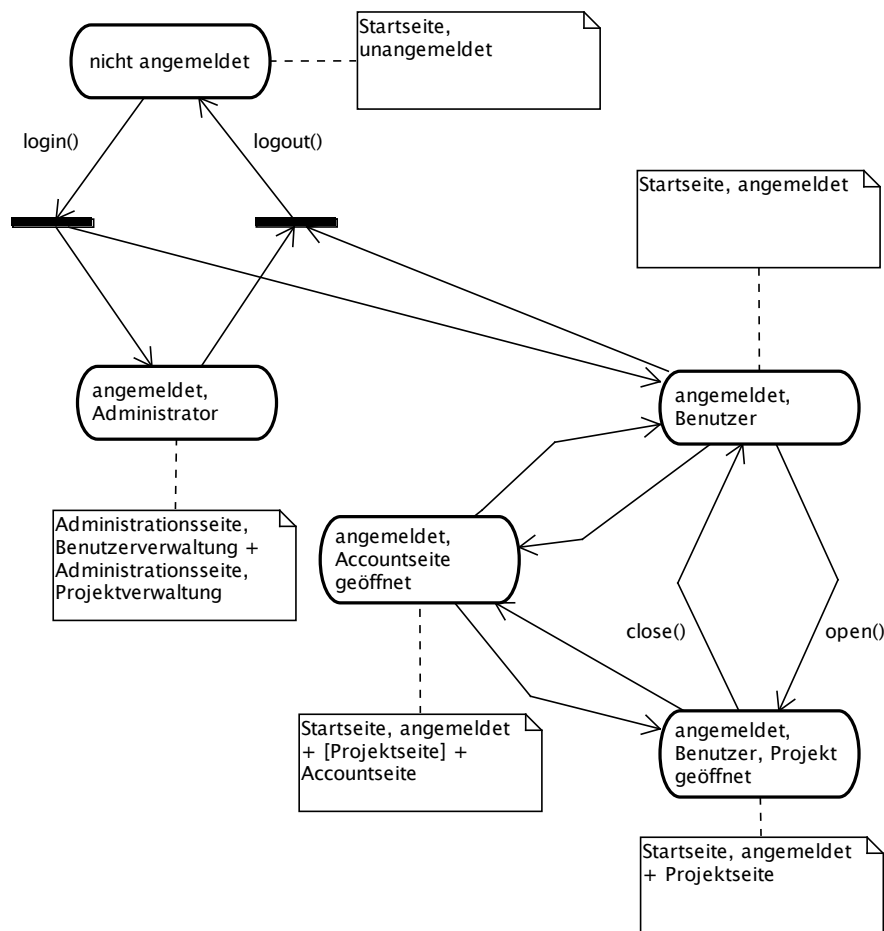 Startseite,
unangemeldet
nicht angemeldet
login()
logout()
Startseite, angemeldet
angemeldet,
Administrator
angemeldet,
Benutzer
Administrationsseite,
Benutzerverwaltung +
Administrationsseite,
Projektverwaltung
angemeldet,
Accountseite
geöffnet
close()
open()
Startseite, angemeldet
+ [Projektseite] +
Accountseite
angemeldet,
Benutzer, Projekt
geöffnet
Startseite, angemeldet
+ Projektseite